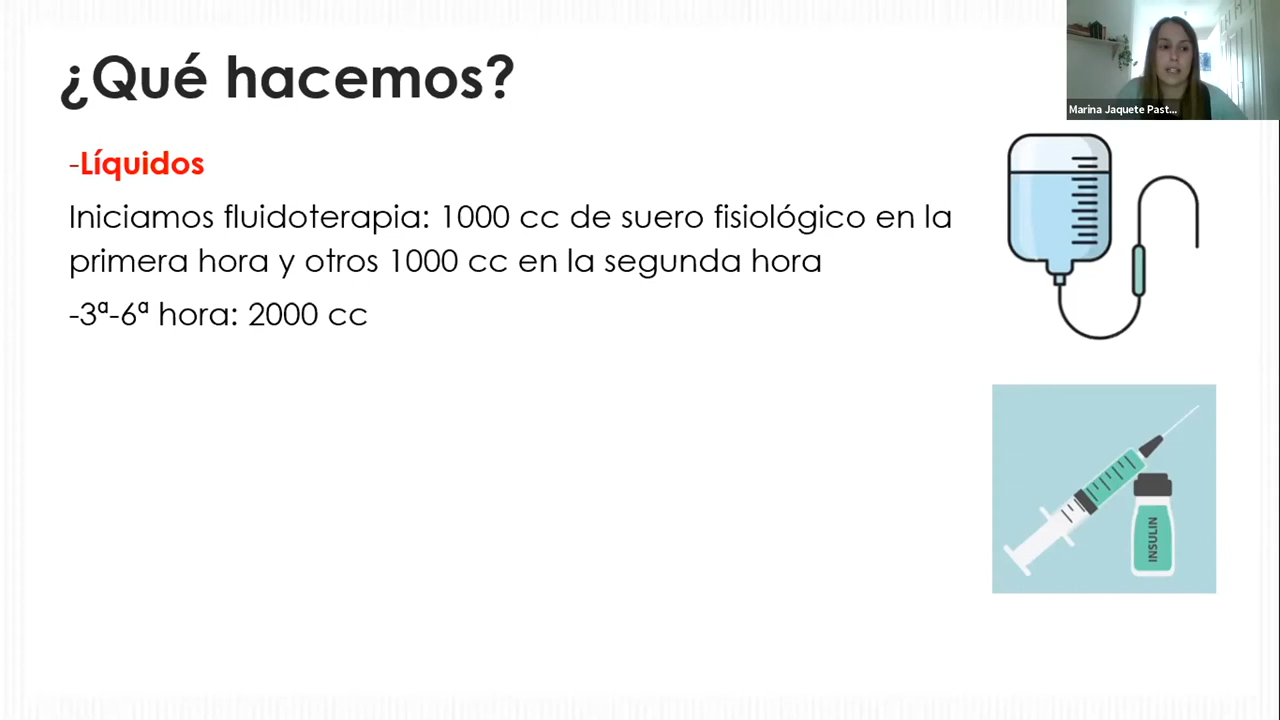 ¿Qué hacemos?
Marina Jaquete Past...
-Líquidos
Iniciamos fluidoterapia: 1000 cc de suero fisiológico en la
primera hora y otros 1000 cc en la segunda hora
-3ª-6ª hora: 2000 cc
INSULIN